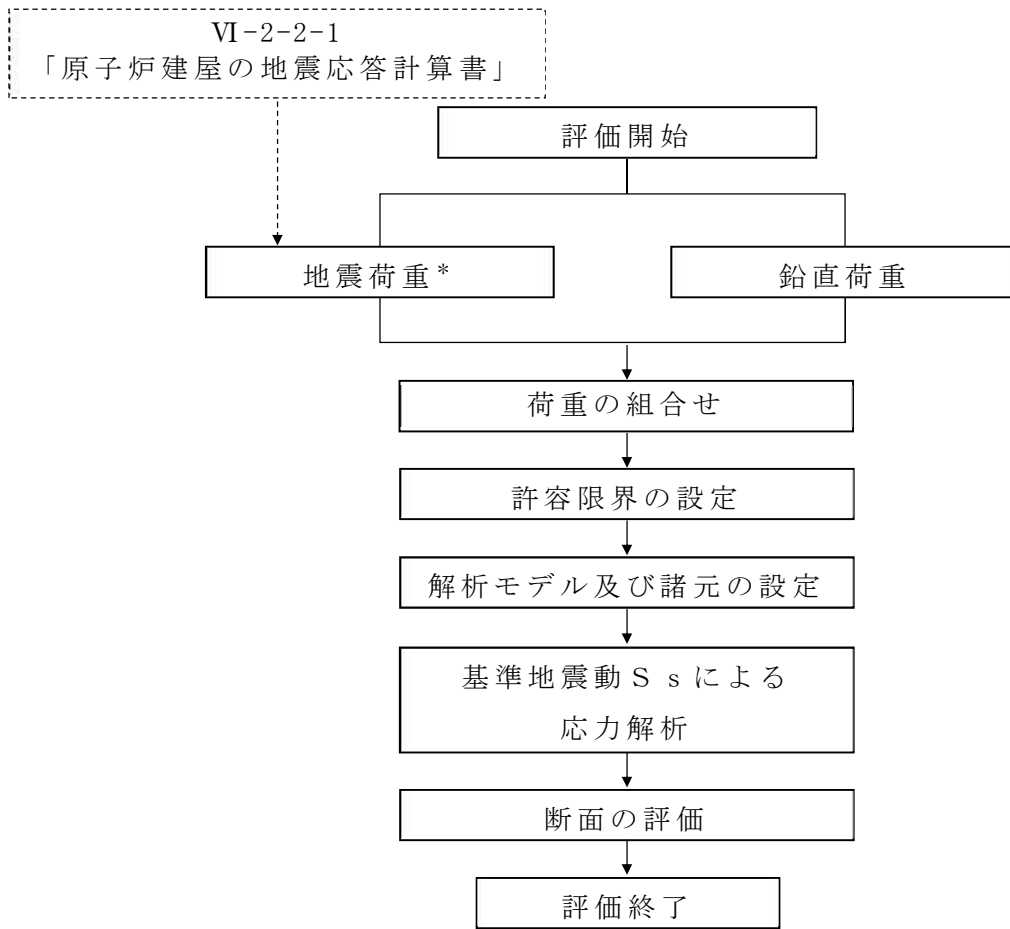 Ⅵ-2-2-1
「原子炉建屋の地震応答計算書」
評価開始
地震荷重*
鉛直荷重
荷重の組合せ
許容限界の設定
解析モデル及び諸元の設定
基準地震動Ｓｓによる
応力解析
断面の評価
評価終了